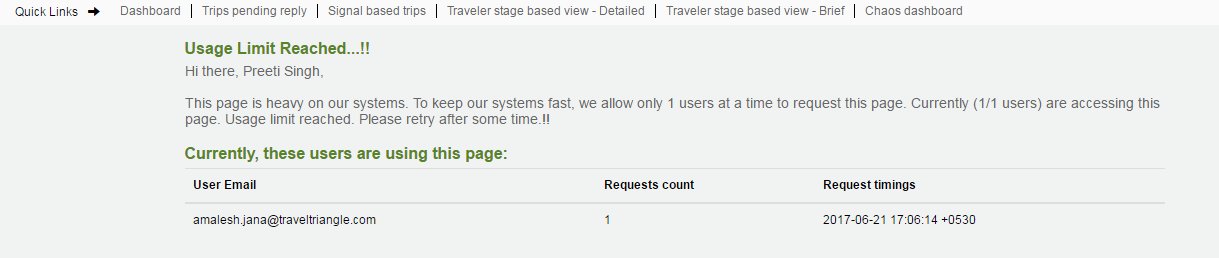 Quick Links Dashboard Trips pending reply Signal based trips Traveler stage based view - Detailed Traveler stage based view - Brief Chaos dashboard
Usage Limit Reached...!!
Hi there, Preeti Singh,
This page is heavy on our systems. To keep our systems fast, we allow only 1 users at a time to request this page. Currently (1/1 users) are accessing this
page. Usage limit reached. Please retry after some time.!!
Currently, these users are using this page:
User Email Requests count Request timings
amalesh.jana@traveltriangle.com 1 2017-06-21 17:06:14 +0530